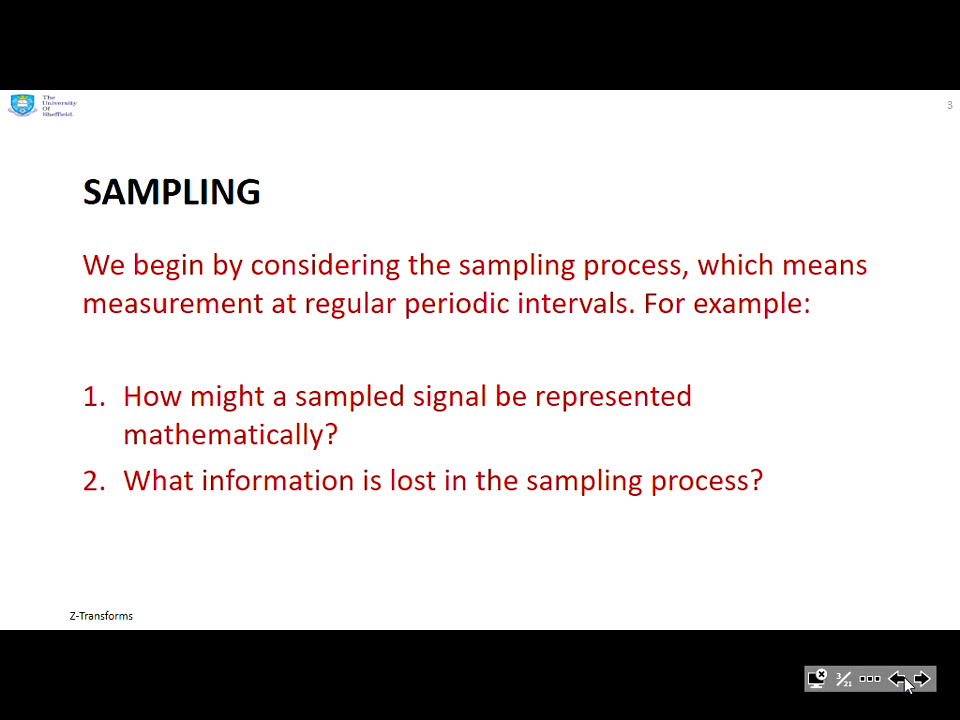 The
University
Of
Sheffield.
3
SAMPLING
We begin by considering the sampling process, which means
measurement at regular periodic intervals. For example:
1. How might a sampled signal be represented
mathematically?
2. What information is lost in the sampling process?
Z-Transforms
3/21